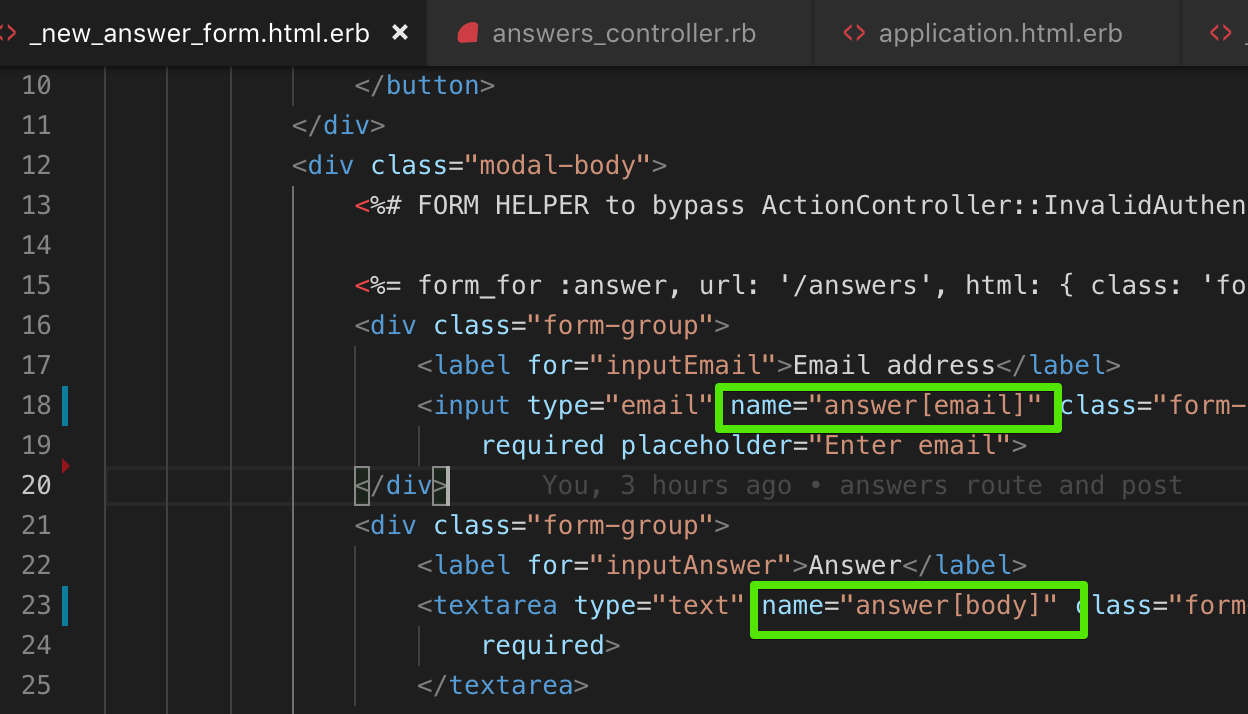 _new_answer_form.html.erb × answers_controller.rb <> application.html.erb <>
10 </button>
11 </div>
12 <div class="modal-body">
13 <%# FORM HELPER to bypass ActionController::InvalidAuthen
14
15 <%= form_for :answer, url: '/answers', html: { class: 'fo
16 <div class="form-group">
17 <label for="inputEmail">Email address</label>
18 <input type="email" name="answer[email]" class="form-
19 required placeholder="Enter email">
20 </div> You, 3 hours ago • answers route and post
21 <div class="form-group">
22 <label for="inputAnswer">Answer</label>
23 <textarea type="text" name="answer[body]" class="form
24 required>
25 </textarea>